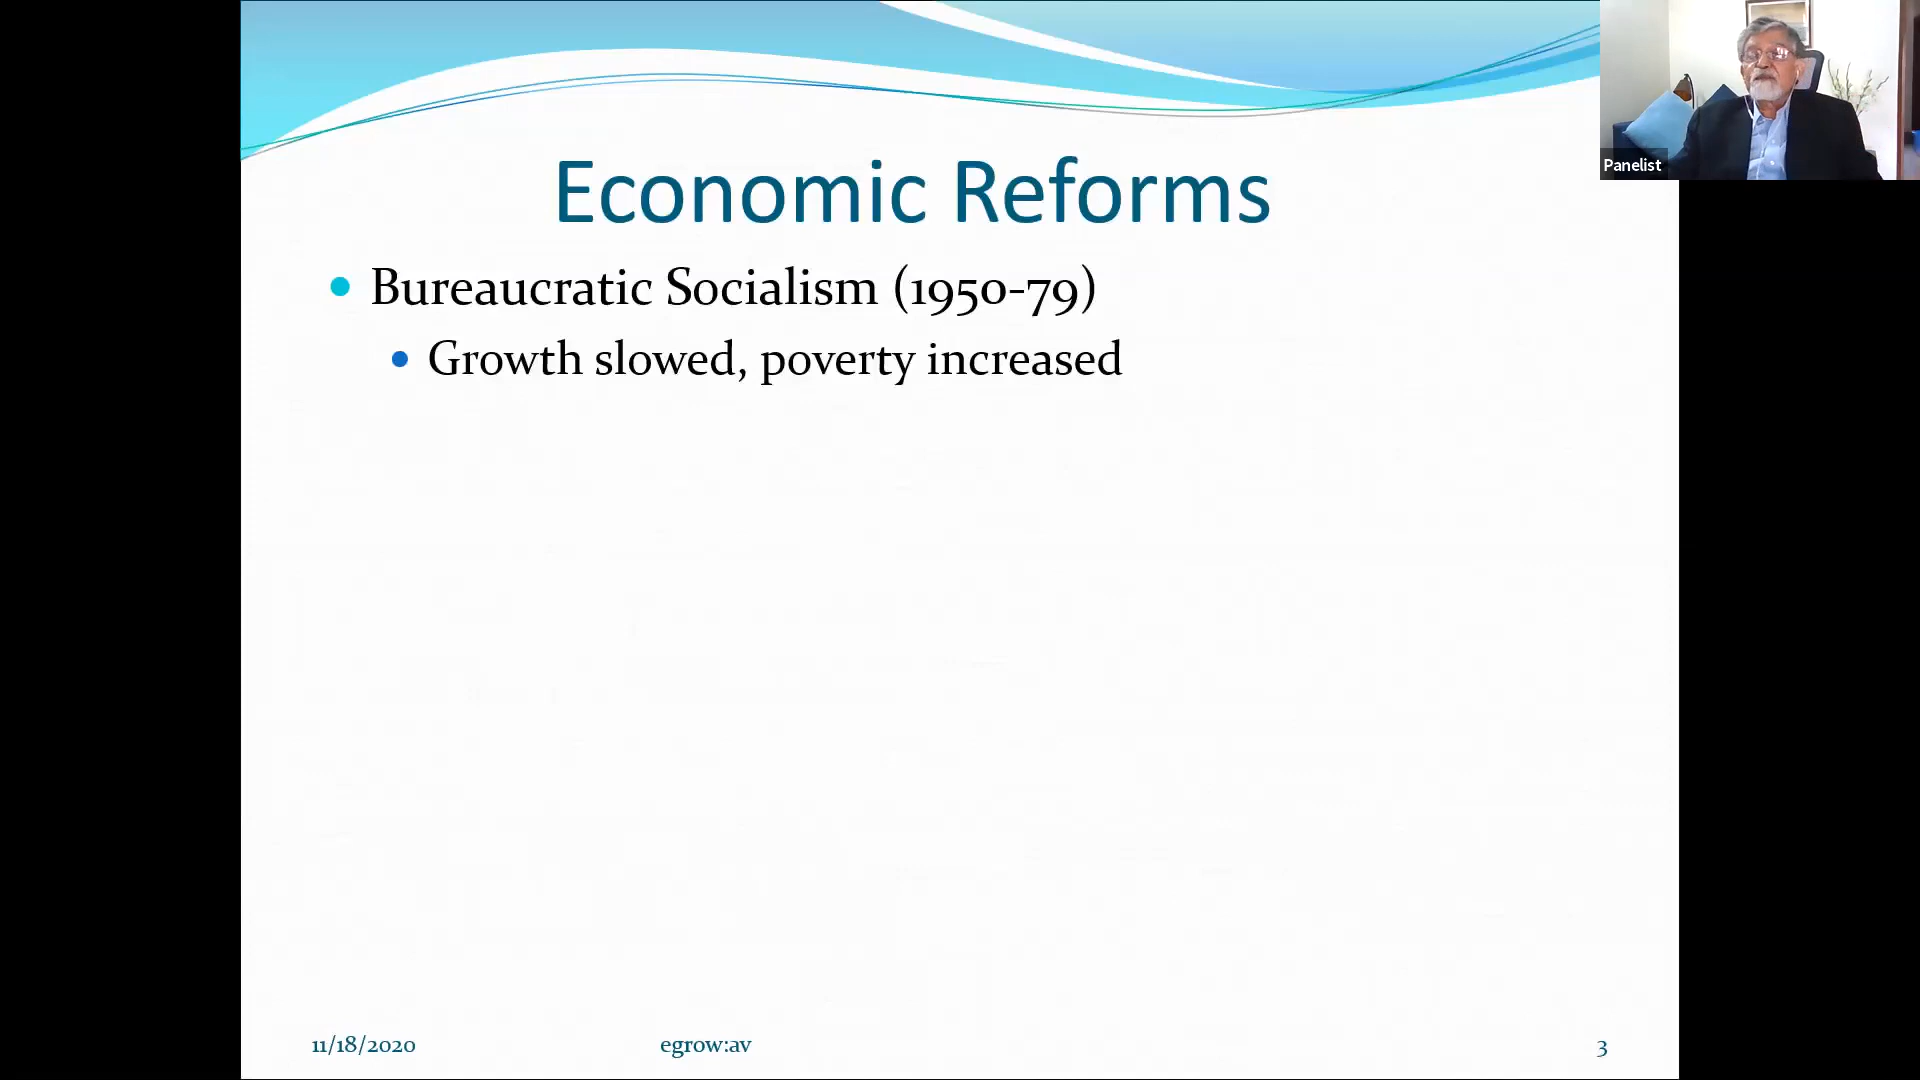 Economic Reforms
Bureaucratic Socialism (1950-79)
Growth slowed, poverty increased
11/18/2020
egrow:av
3
Panelist